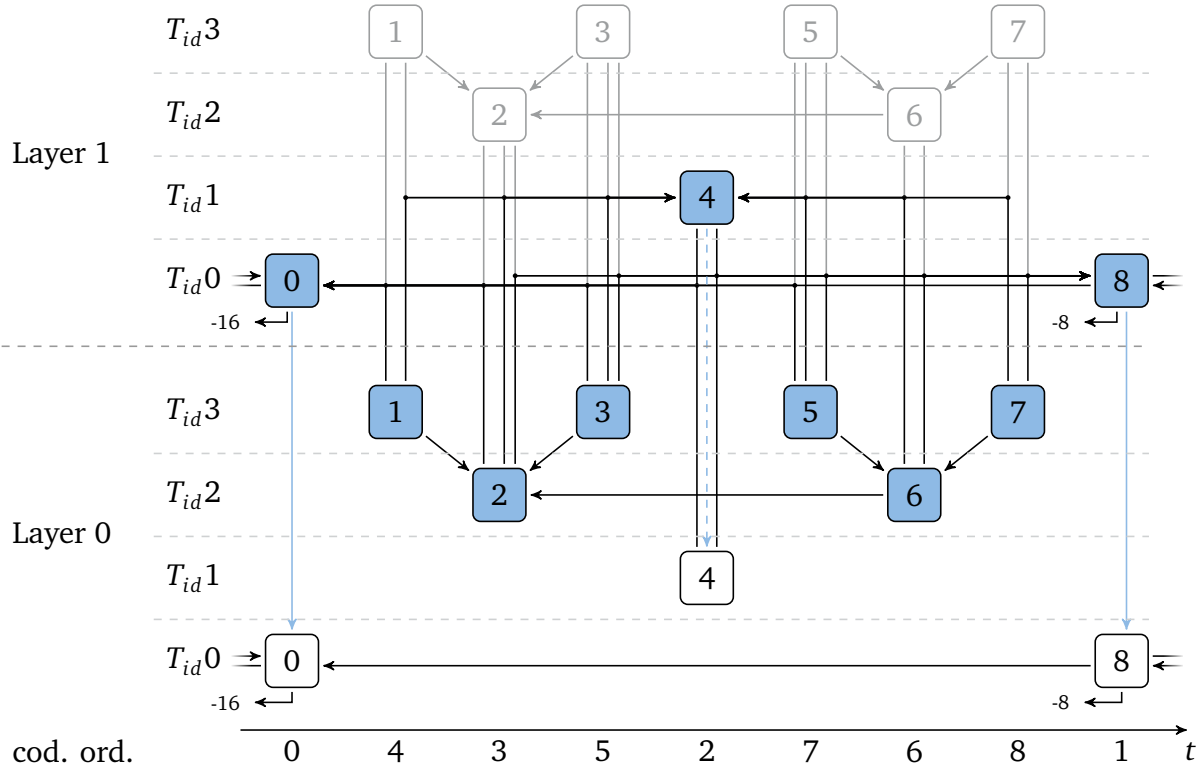 T_id3 1 3 5 7
T_id2 2 6
Layer 1
T_id1 4
T_id0 0 8
-16 -8
T_id3 1 3 5 7
T_id2 2 6
Layer 0
T_id1 4
T_id0 0 8
-16 -8
cod. ord. 0 4 3 5 2 7 6 8 1 t